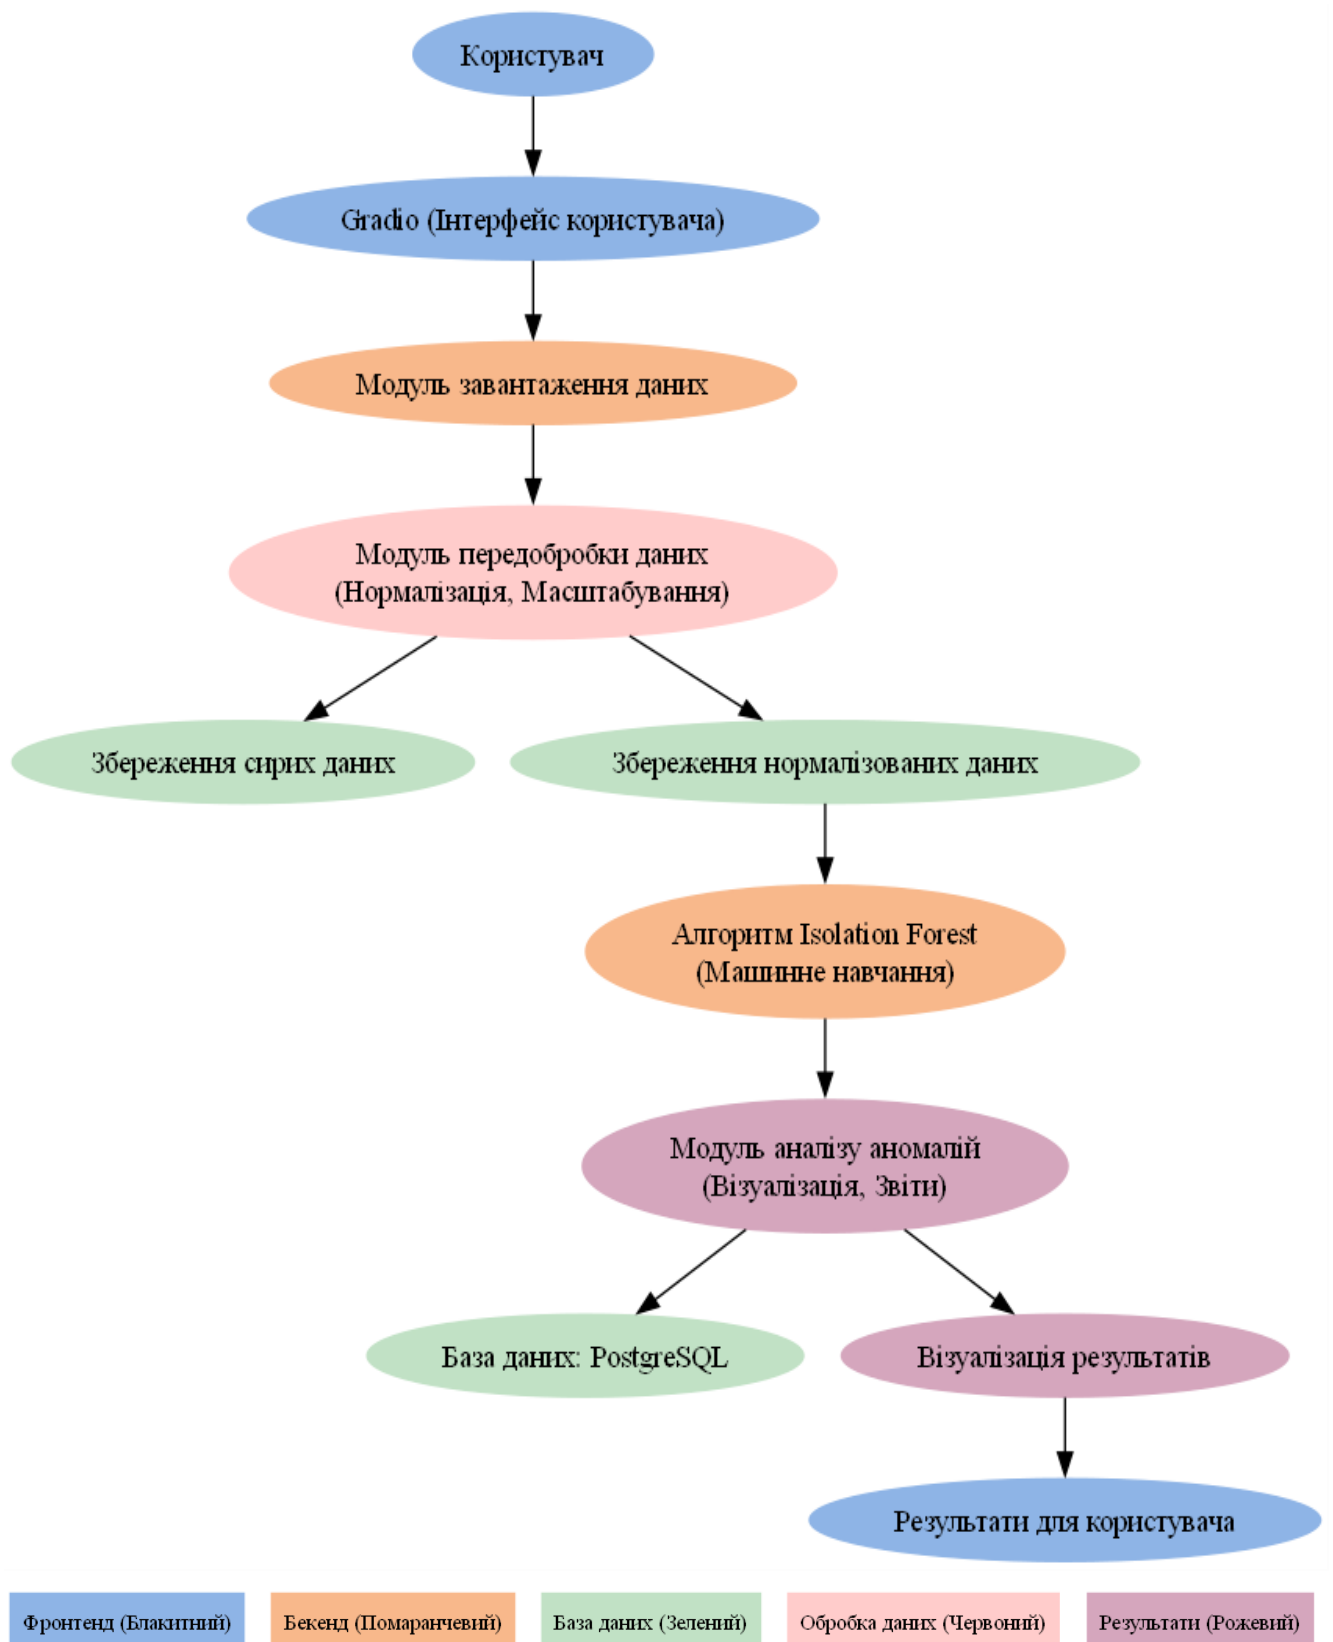 Користувач
Gradio (Інтерфейс користувача)
Модуль завантаження даних
Модуль передобробки даних
(Нормалізація, Масштабування)
Збереження сирих даних
Збереження нормалізованих даних
Алгоритм Isolation Forest
(Машинне навчання)
Модуль аналізу аномалій
(Візуалізація, Звіти)
База даних: PostgreSQL
Візуалізація результатів
Результати для користувача
Фронтенд (Блакитний)
Бекенд (Помаранчевий)
База даних (Зелений)
Обробка даних (Червоний)
Результати (Рожевий)